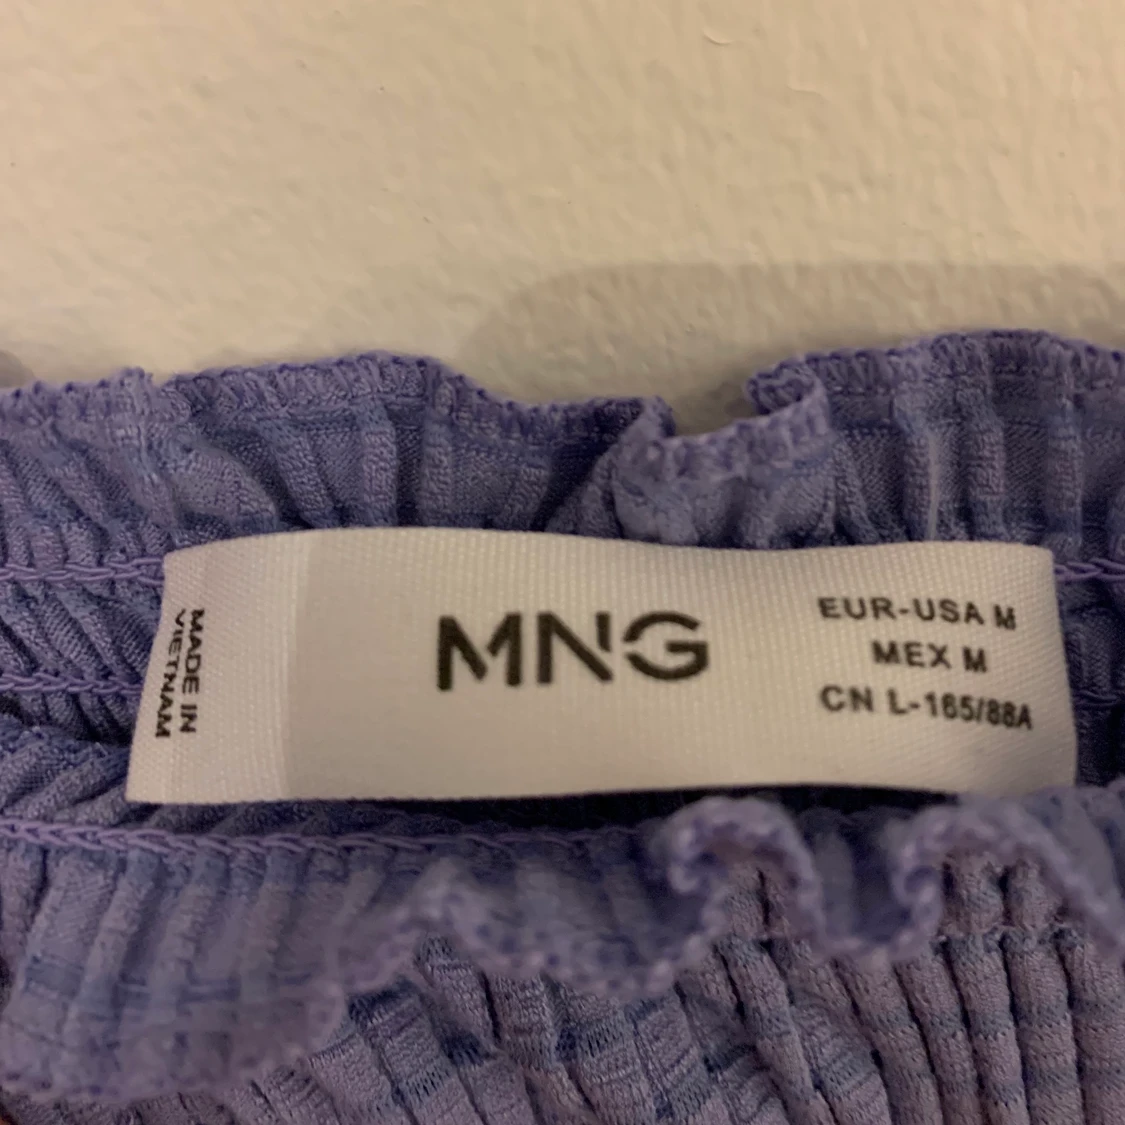 MADE IN
VIETNAM
MNG
EUR-USA M
MEX M
CN L-165/88A